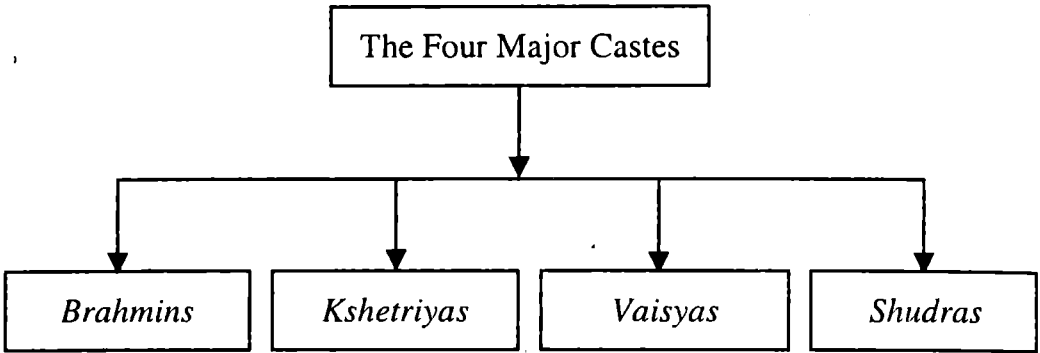 The Four Major Castes
Brahmins
Kshetriyas
Vaisyas
Shudras